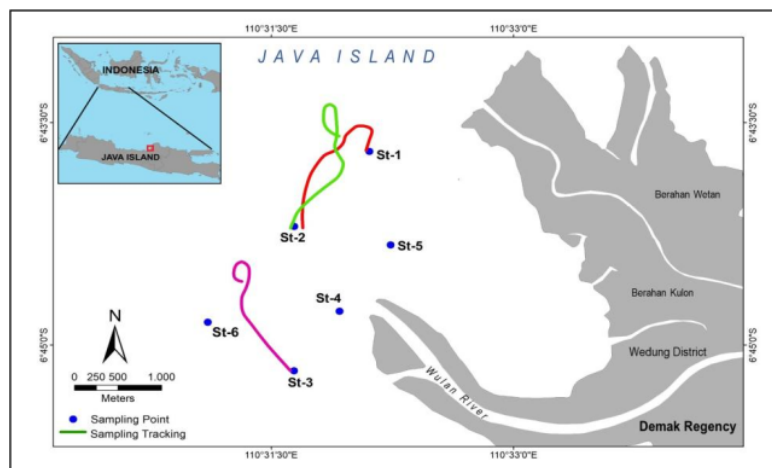 110°31'30"E
110°33'0"E
JAVA ISLAND
INDONESIA
JAVA ISLAND
6°43'30"S
6°43'30"S
St-1
Berahan Wetan
St-2
St-5
Berahan Kulon
St-4
St-6
N
6°45'0"S
6°45'0"S
Wedung District
St-3
Wulan River
0 250 500 1.000
Meters
Sampling Point
Sampling Tracking
Demak Regency
110°31'30"E
110°33'0"E